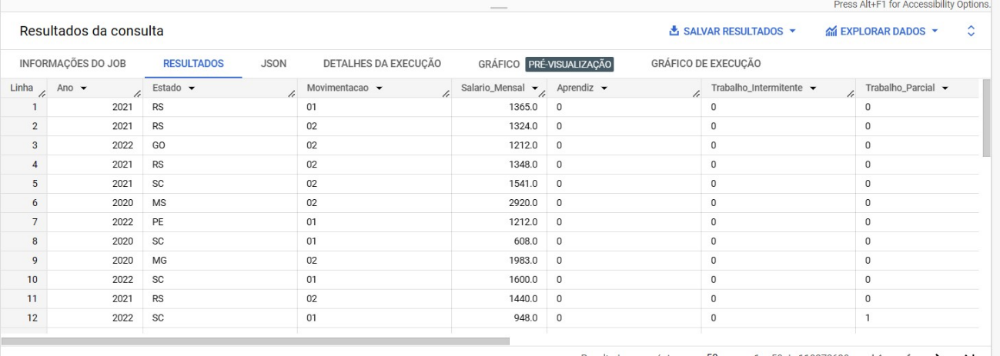 Press Alt+F1 for Accessibility Options.
Resultados da consulta SALVAR RESULTADOS EXPLORAR DADOS
INFORMAÇÕES DO JOB RESULTADOS JSON DETALHES DA EXECUÇÃO GRÁFICO PRÉ-VISUALIZAÇÃO GRÁFICO DE EXECUÇÃO
Linha Ano Estado Movimentacao Salario_Mensal Aprendiz Trabalho_Intermitente Trabalho_Parcial
1 2021 RS 01 1365.0 0 0 0
2 2021 RS 02 1324.0 0 0 0
3 2022 GO 02 1212.0 0 0 0
4 2021 RS 02 1348.0 0 0 0
5 2021 SC 02 1541.0 0 0 0
6 2020 MS 02 2920.0 0 0 0
7 2022 PE 01 1212.0 0 0 0
8 2020 SC 01 608.0 0 0 0
9 2020 MG 02 1983.0 0 0 0
10 2022 SC 01 1600.0 0 0 0
11 2021 RS 02 1440.0 0 0 0
12 2022 SC 01 948.0 0 0 1